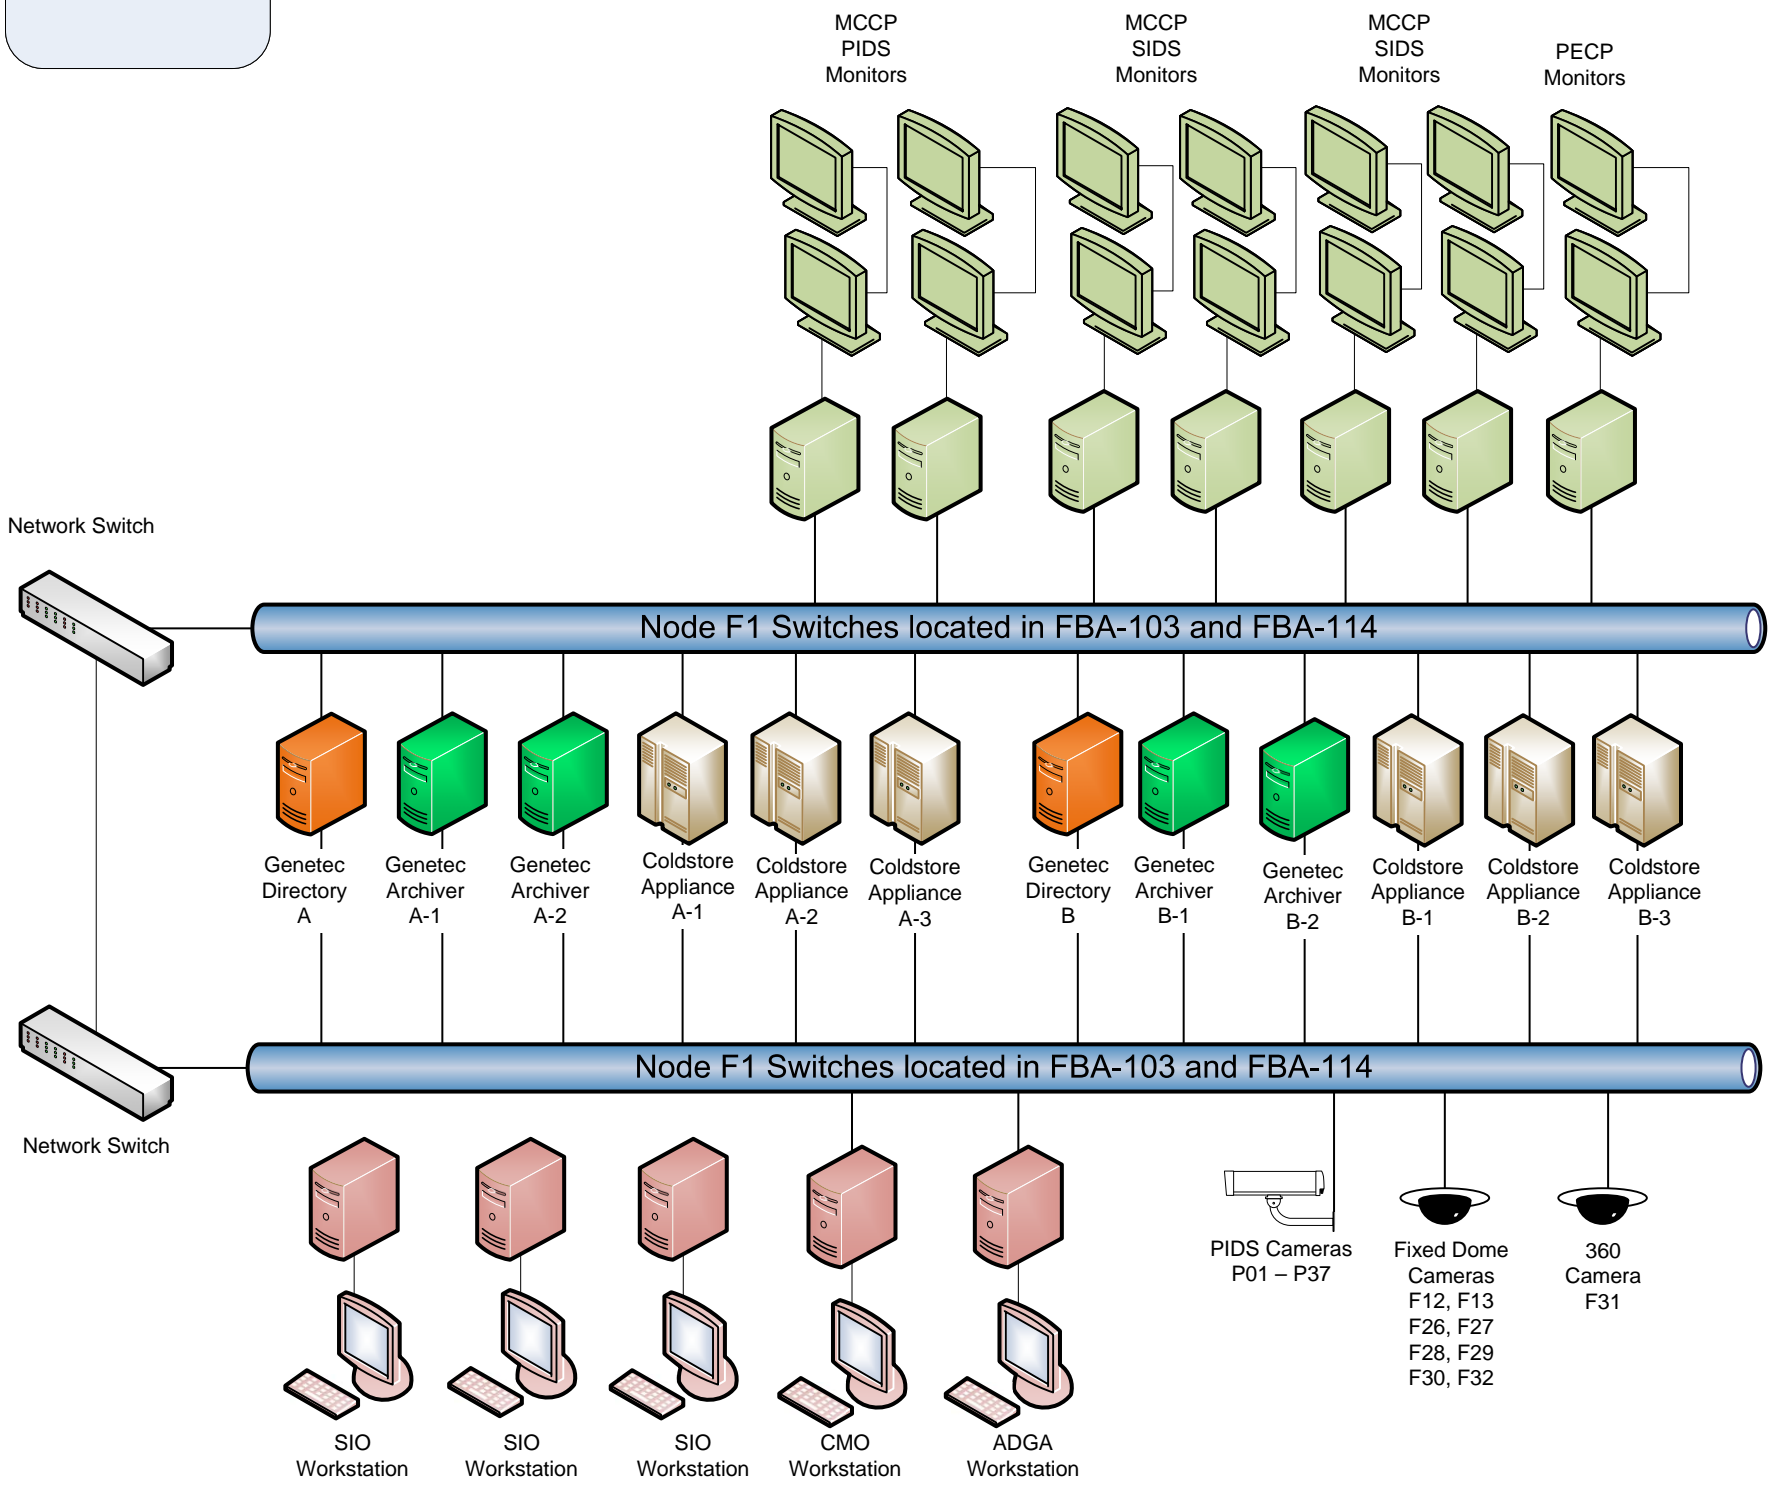 MCCP
PIDS
Monitors
MCCP
SIDS
Monitors
MCCP
SIDS
Monitors
PECP
Monitors
Network Switch
Node F1 Switches located in FBA-103 and FBA-114
Genetec
Directory
A
Genetec
Archiver
A-1
Genetec
Archiver
A-2
Coldstore
Appliance
A-1
Coldstore
Appliance
A-2
Coldstore
Appliance
A-3
Genetec
Directory
B
Genetec
Archiver
B-1
Genetec
Archiver
B-2
Coldstore
Appliance
B-1
Coldstore
Appliance
B-2
Coldstore
Appliance
B-3
Node F1 Switches located in FBA-103 and FBA-114
Network Switch
PIDS Cameras
P01 – P37
Fixed Dome
Cameras
F12, F13
F26, F27
F28, F29
F30, F32
360
Camera
F31
SIO
Workstation
SIO
Workstation
SIO
Workstation
CMO
Workstation
ADGA
Workstation